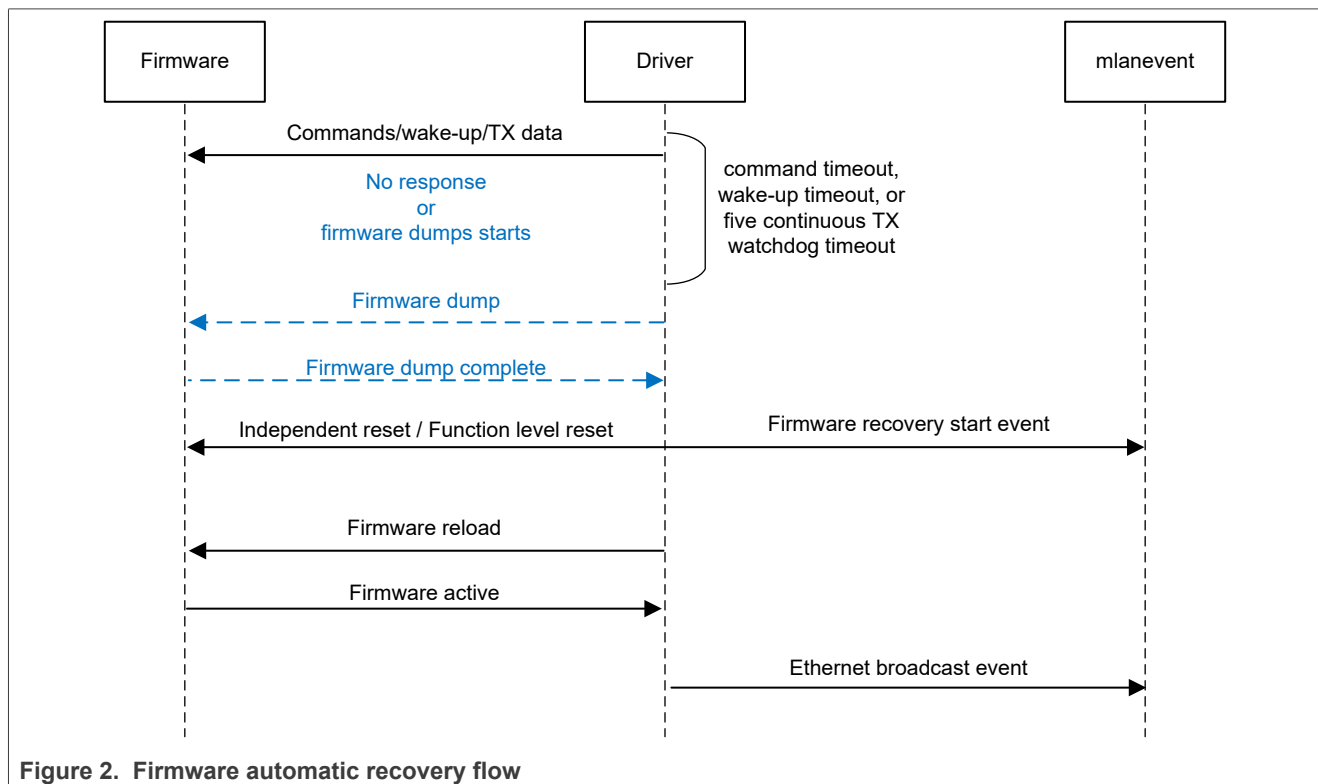 Firmware
Driver
mlanevent
Commands/wake-up/TX data
No response
or
firmware dumps starts
command timeout,
wake-up timeout, or
five continuous TX
watchdog timeout
Firmware dump
Firmware dump complete
Independent reset / Function level reset
Firmware recovery start event
Firmware reload
Firmware active
Ethernet broadcast event
Figure 2. Firmware automatic recovery flow